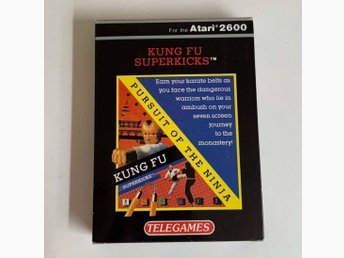 For the Atari® 2600
KUNG FU
SUPERKICKS™
Earn your karate belts as
you face the dangerous
warriors who lie in
ambush on your
seven screen
journey
to the
monastery!
PURSUIT OF THE NINJA
KUNG FU
SUPERKICKS
TELEGAMES